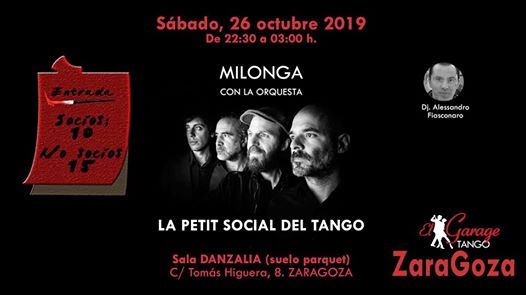 Sábado, 26 octubre 2019
De 22:30 a 03:00 h.
Entrada
Socios:
10
No socios
15
MILONGA
CON LA ORQUESTA
LA PETIT SOCIAL DEL TANGO
Sala DANZALIA (suelo parquet)
C/ Tomás Higuera, 8. ZARAGOZA
Dj. Alessandro
Fiasconaro
El Garage
TANGO
ZaraGoza